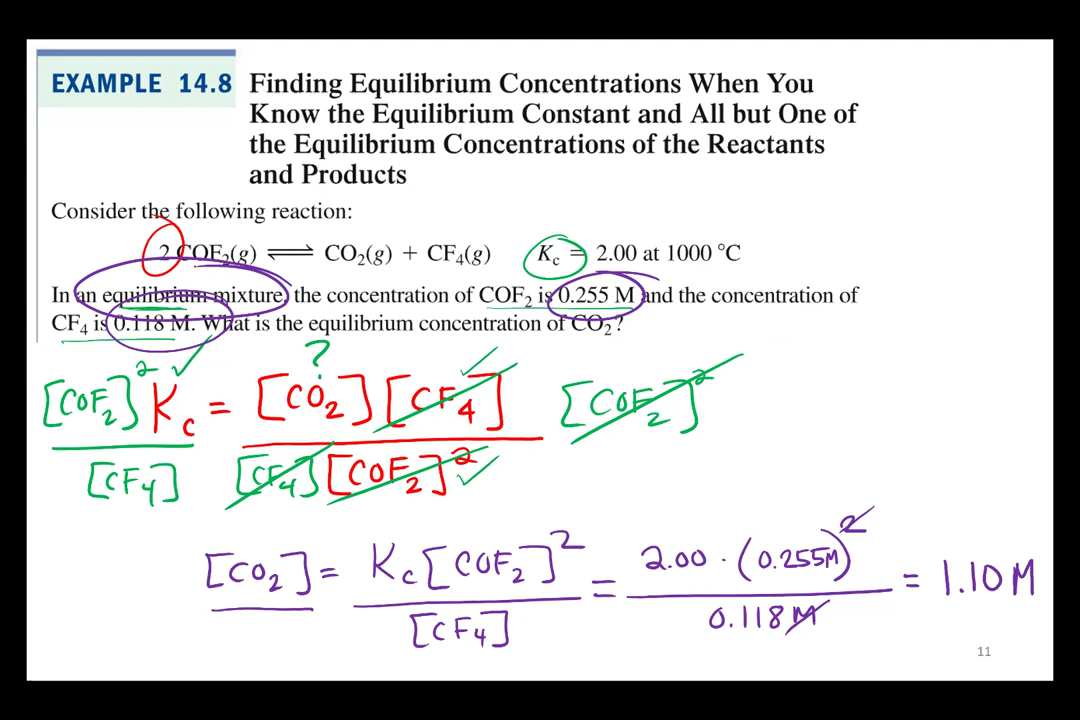 EXAMPLE 14.8 Finding Equilibrium Concentrations When You
Know the Equilibrium Constant and All but One of
the Equilibrium Concentrations of the Reactants
and Products
Consider the following reaction:
2 COF₂(g) ⇌ CO₂(g) + CF₄(g) K_c = 2.00 at 1000 °C
In an equilibrium mixture, the concentration of COF₂ is 0.255 M and the concentration of
CF₄ is 0.118 M. What is the equilibrium concentration of CO₂?
?
[COF₂]² K_c = [CO₂] [CF₄] [COF₂]²
[CF₄] [CF₄] [COF₂]²
[CO₂] = K_c [COF₂]² = 2.00 · (0.255M)² = 1.10 M
[CF₄] 0.118 M
11